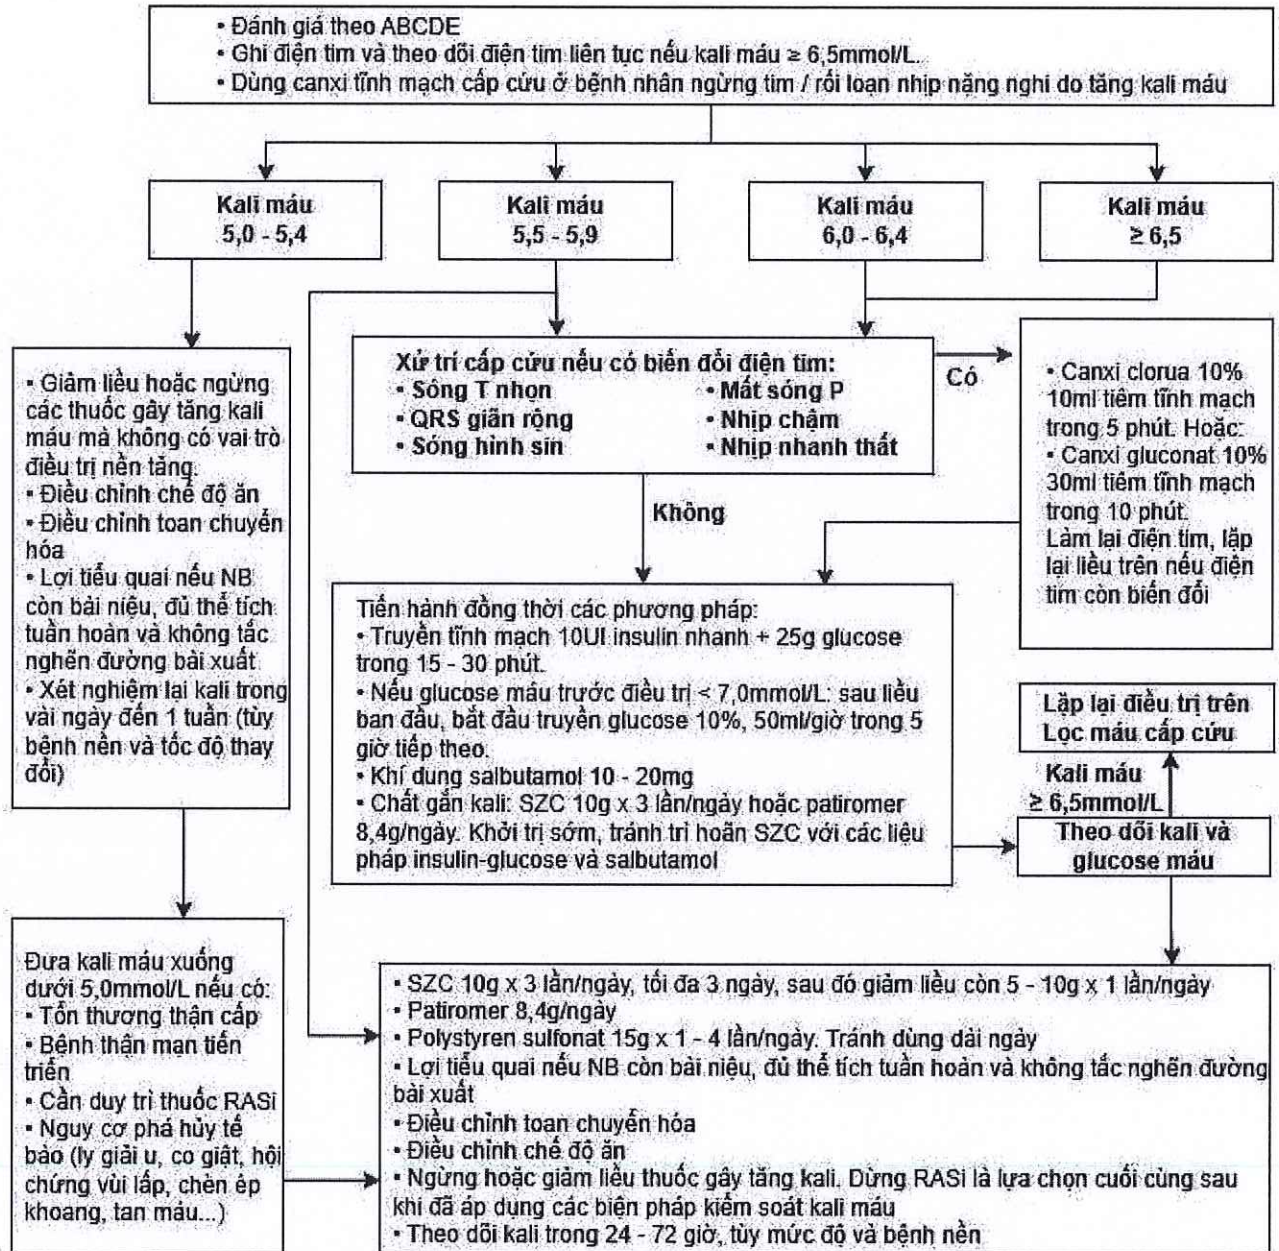 • Đánh giá theo ABCDE
• Ghi điện tim và theo dõi điện tim liên tục nếu kali máu ≥ 6,5mmol/L.
• Dùng canxi tĩnh mạch cấp cứu ở bệnh nhân ngừng tim / rối loạn nhịp nặng nghi do tăng kali máu
Kali máu
5,0 - 5,4
Kali máu
5,5 - 5,9
Kali máu
6,0 - 6,4
Kali máu
≥ 6,5
• Giảm liều hoặc ngừng
các thuốc gây tăng kali
máu mà không có vai trò
điều trị nền tảng.
• Điều chỉnh chế độ ăn
• Điều chỉnh toan chuyển
hóa
• Lợi tiểu quai nếu NB
còn bài niệu, đủ thể tích
tuần hoàn và không tắc
nghẽn đường bài xuất
• Xét nghiệm lại kali trong
vài ngày đến 1 tuần (tùy
bệnh nền và tốc độ thay
đổi)
Xử trí cấp cứu nếu có biến đổi điện tim:
• Sóng T nhọn
• Mất sóng P
• QRS giãn rộng
• Nhịp chậm
• Sóng hình sin
• Nhịp nhanh thất
Có
Không
• Canxi clorua 10%
10ml tiêm tĩnh mạch
trong 5 phút. Hoặc:
• Canxi gluconat 10%
30ml tiêm tĩnh mạch
trong 10 phút.
Làm lại điện tim, lặp
lại liều trên nếu điện
tim còn biến đổi
Tiến hành đồng thời các phương pháp:
• Truyền tĩnh mạch 10UI insulin nhanh + 25g glucose
trong 15 - 30 phút.
• Nếu glucose máu trước điều trị < 7,0mmol/L: sau liều
ban đầu, bắt đầu truyền glucose 10%, 50ml/giờ trong 5
giờ tiếp theo.
• Khí dung salbutamol 10 - 20mg
• Chất gắn kali: SZC 10g x 3 lần/ngày hoặc patiromer
8,4g/ngày. Khởi trị sớm, tránh trì hoãn SZC với các liệu
pháp insulin-glucose và salbutamol
Lặp lại điều trị trên
Lọc máu cấp cứu
Kali máu
≥ 6,5mmol/L
Theo dõi kali và
glucose máu
Đưa kali máu xuống
dưới 5,0mmol/L nếu có:
• Tổn thương thận cấp
• Bệnh thận mạn tiến
triển
• Cần duy trì thuốc RASi
• Nguy cơ phá hủy tế
bào (ly giải u, co giật, hội
chứng vùi lấp, chèn ép
khoang, tan máu...)
• SZC 10g x 3 lần/ngày, tối đa 3 ngày, sau đó giảm liều còn 5 - 10g x 1 lần/ngày
• Patiromer 8,4g/ngày
• Polystyren sulfonat 15g x 1 - 4 lần/ngày. Tránh dùng dài ngày
• Lợi tiểu quai nếu NB còn bài niệu, đủ thể tích tuần hoàn và không tắc nghẽn đường
bài xuất
• Điều chỉnh toan chuyển hóa
• Điều chỉnh chế độ ăn
• Ngừng hoặc giảm liều thuốc gây tăng kali. Dừng RASi là lựa chọn cuối cùng sau
khi đã áp dụng các biện pháp kiểm soát kali máu
• Theo dõi kali trong 24 - 72 giờ, tùy mức độ và bệnh nền